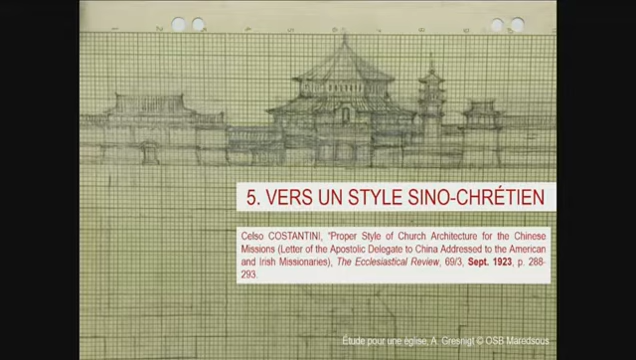 5. VERS UN STYLE SINO-CHRÉTIEN
Celso COSTANTINI, "Proper Style of Church Architecture for the Chinese
Missions (Letter of the Apostolic Delegate to China Addressed to the American
and Irish Missionaries), The Ecclesiastical Review, 69/3, Sept. 1923, p. 288-
293.
Étude pour une église, A. Gresnigt © OSB Maredsous